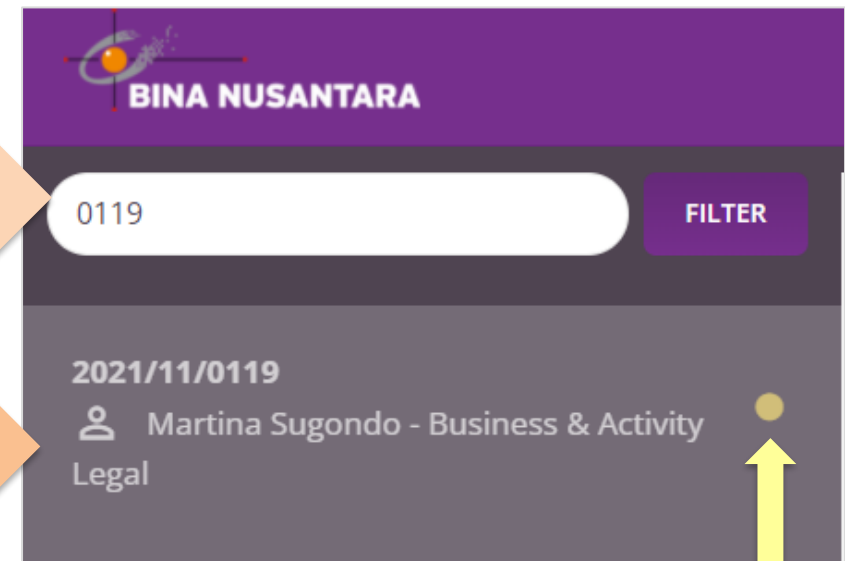 BINA NUSANTARA
0119
FILTER
2021/11/0119
Martina Sugondo - Business & Activity
Legal